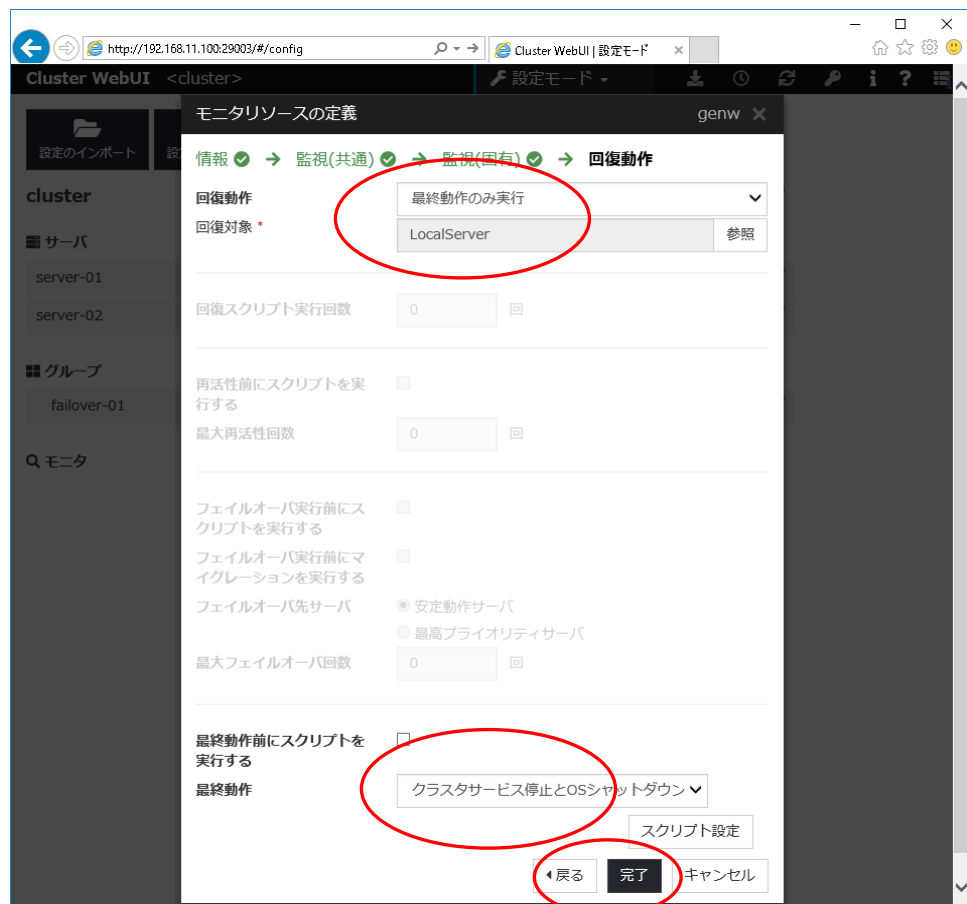 http://192.168.11.100:29003/#/config
Cluster WebUI | 設定モード
Cluster WebUI <cluster>
設定モード
モニタリソースの定義
genw
設定のインポート
設
情報 → 監視(共通) → 監視(固有) → 回復動作
cluster
回復動作
最終動作のみ実行
回復対象 *
LocalServer
参照
サーバ
server-01
server-02
回復スクリプト実行回数
0
回
グループ
failover-01
再活性前にスクリプトを実
行する
最大再活性回数
0
回
モニタ
フェイルオーバ実行前にス
クリプトを実行する
フェイルオーバ実行前にマ
イグレーションを実行する
フェイルオーバ先サーバ
安定動作サーバ
最高プライオリティサーバ
最大フェイルオーバ回数
0
回
最終動作前にスクリプトを
実行する
最終動作
クラスタサービス停止とOSシャットダウン
スクリプト設定
戻る
完了
キャンセル